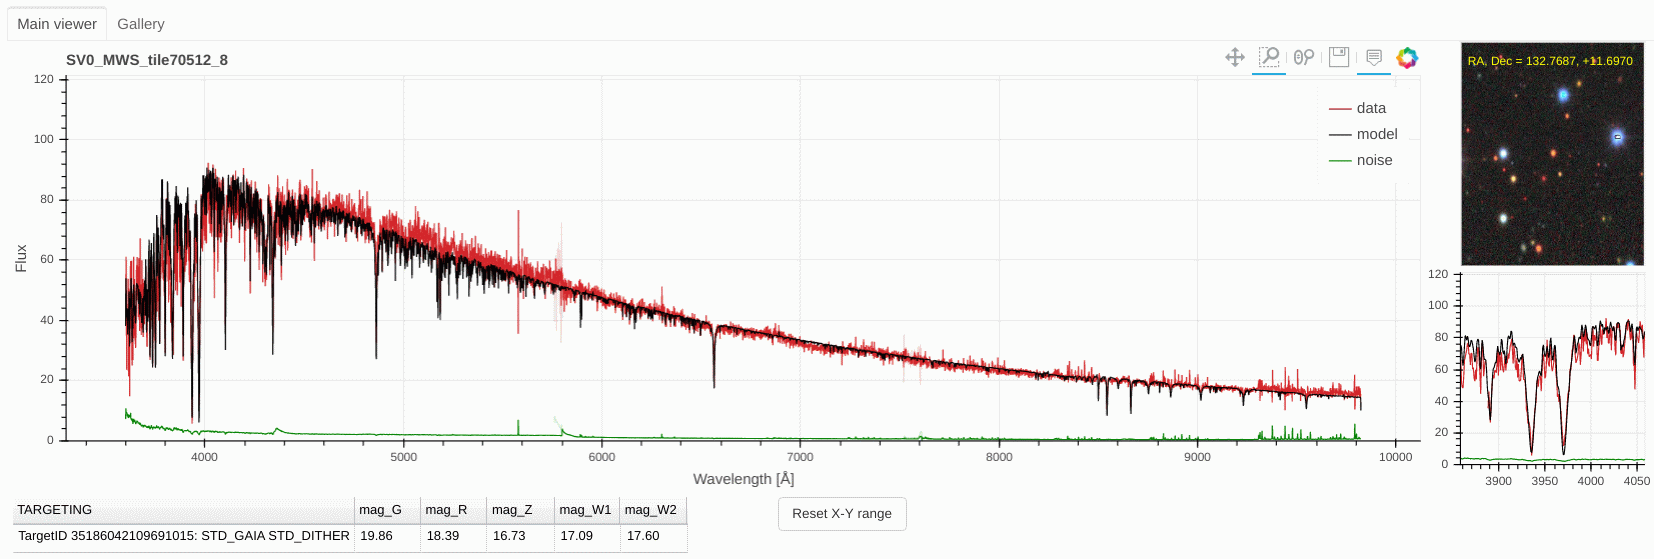 Main viewer Gallery
SV0_MWS_tile70512_8
RA, Dec = 132.7687, +11.6970
120
100
80
60
40
20
0
Flux
data
model
noise
4000 5000 6000 7000 8000 9000 10000
Wavelength [Å]
120
100
80
60
40
20
0
3900 3950 4000 4050
TARGETING mag_G mag_R mag_Z mag_W1 mag_W2
TargetID 35186042109691015: STD_GAIA STD_DITHER 19.86 18.39 16.73 17.09 17.60
Reset X-Y range